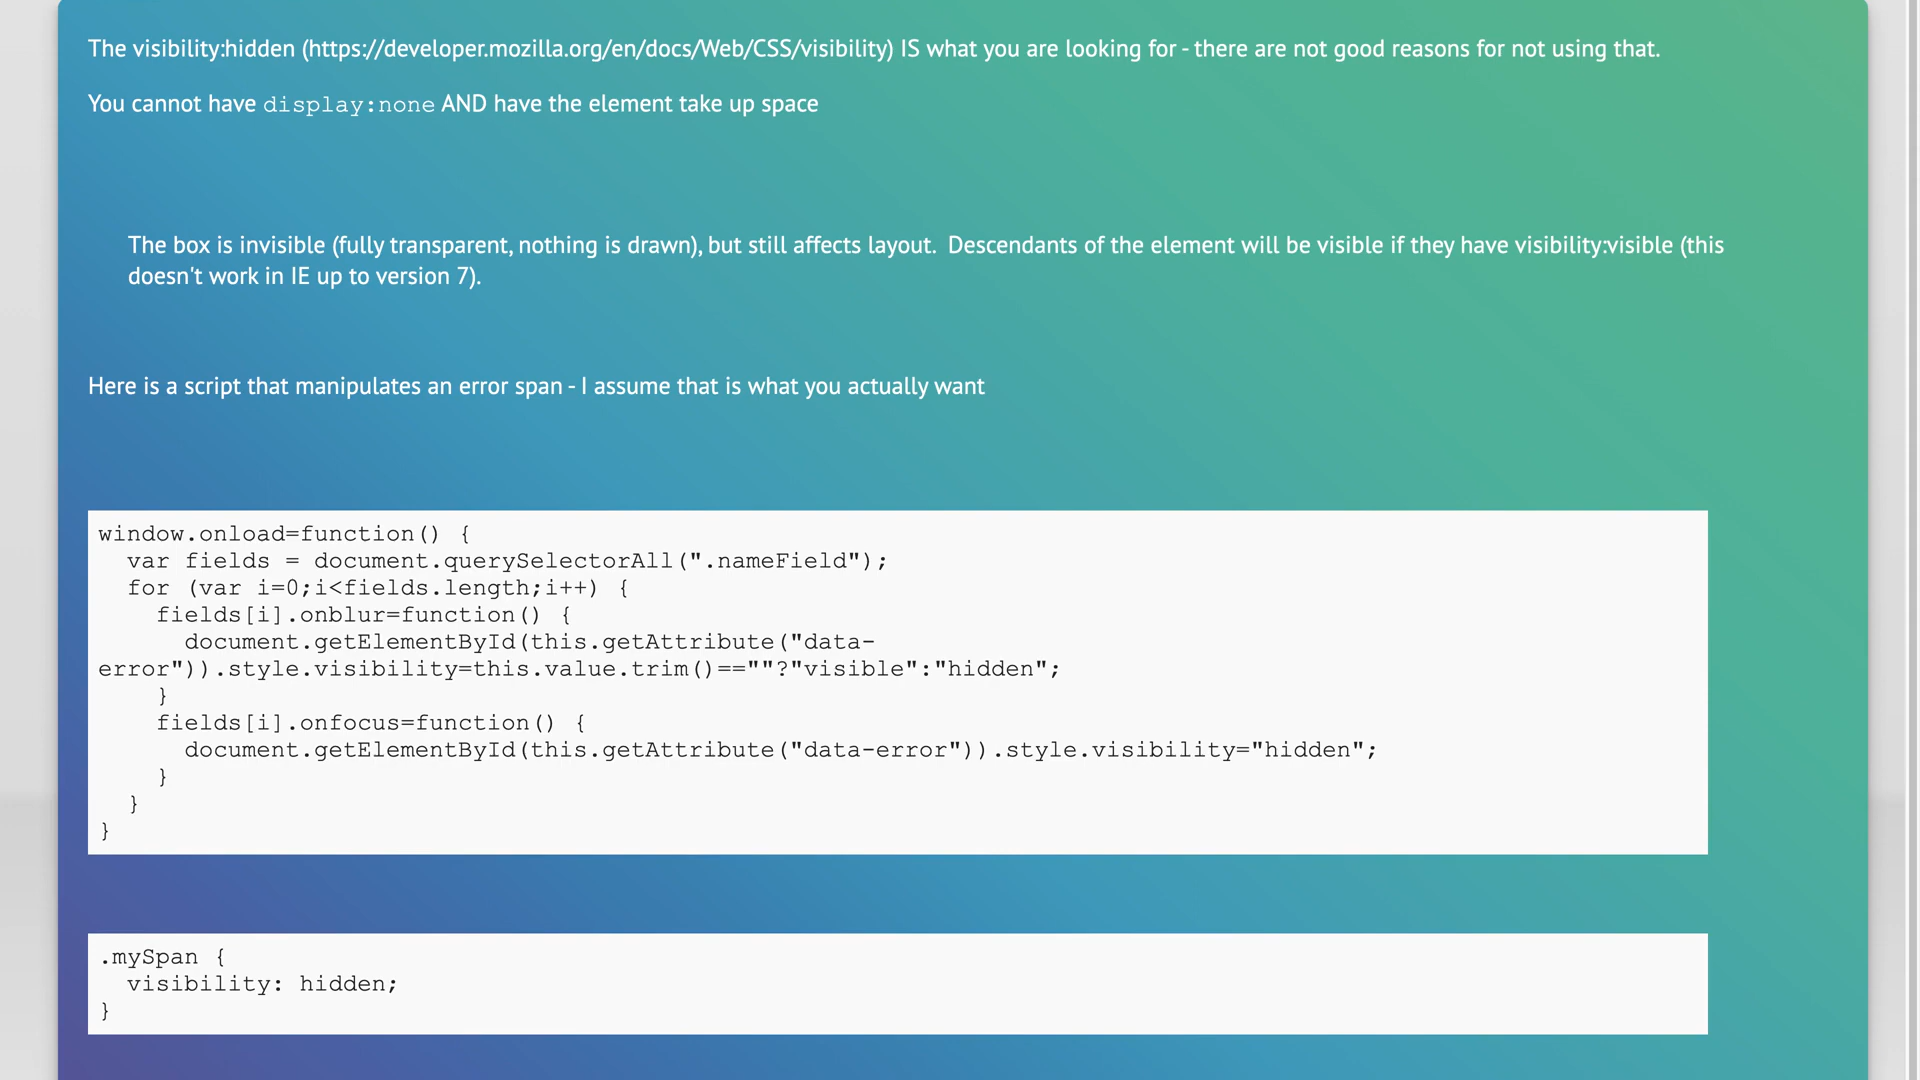 The visibility:hidden (https://developer.mozilla.org/en/docs/Web/CSS/visibility) IS what you are looking for - there are not good reasons for not using that.
You cannot have display:none AND have the element take up space
The box is invisible (fully transparent, nothing is drawn), but still affects layout.  Descendants of the element will be visible if they have visibility:visible (this
doesn't work in IE up to version 7).
Here is a script that manipulates an error span - I assume that is what you actually want
window.onload=function() {
  var fields = document.querySelectorAll(".nameField");
  for (var i=0;i<fields.length;i++) {
    fields[i].onblur=function() {
      document.getElementById(this.getAttribute("data-
error")).style.visibility=this.value.trim()==""?"visible":"hidden";
    }
    fields[i].onfocus=function() {
      document.getElementById(this.getAttribute("data-error")).style.visibility="hidden";
    }
  }
}
.mySpan {
  visibility: hidden;
}